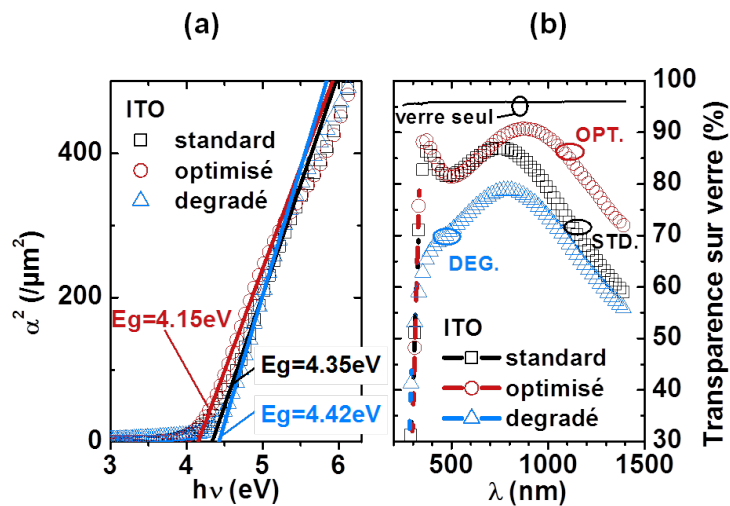 (a)
(b)
ITO
standard
optimisé
degradé
Eg=4.15eV
Eg=4.35eV
Eg=4.42eV
400
200
0
α² (/µm²)
3 4 5 6
hν (eV)
verre seul
OPT.
STD.
DEG.
ITO
standard
optimisé
degradé
100
90
80
70
60
50
40
30
Transparence sur verre (%)
500 1000 1500
λ (nm)